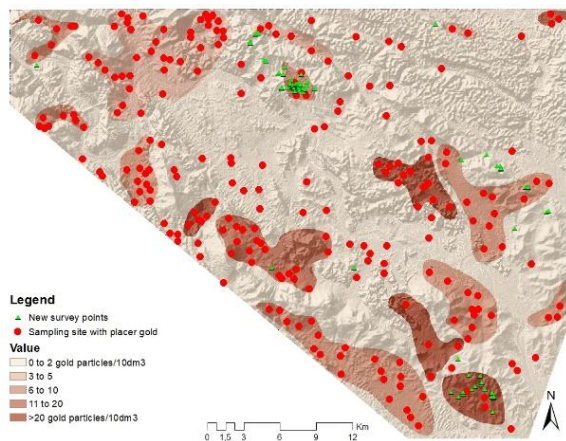 Legend
New survey points
Sampling site with placer gold
Value
0 to 2 gold particles/10dm3
3 to 5
6 to 10
11 to 20
>20 gold particles/10dm3
N
Km
0 1,5 3 6 9 12